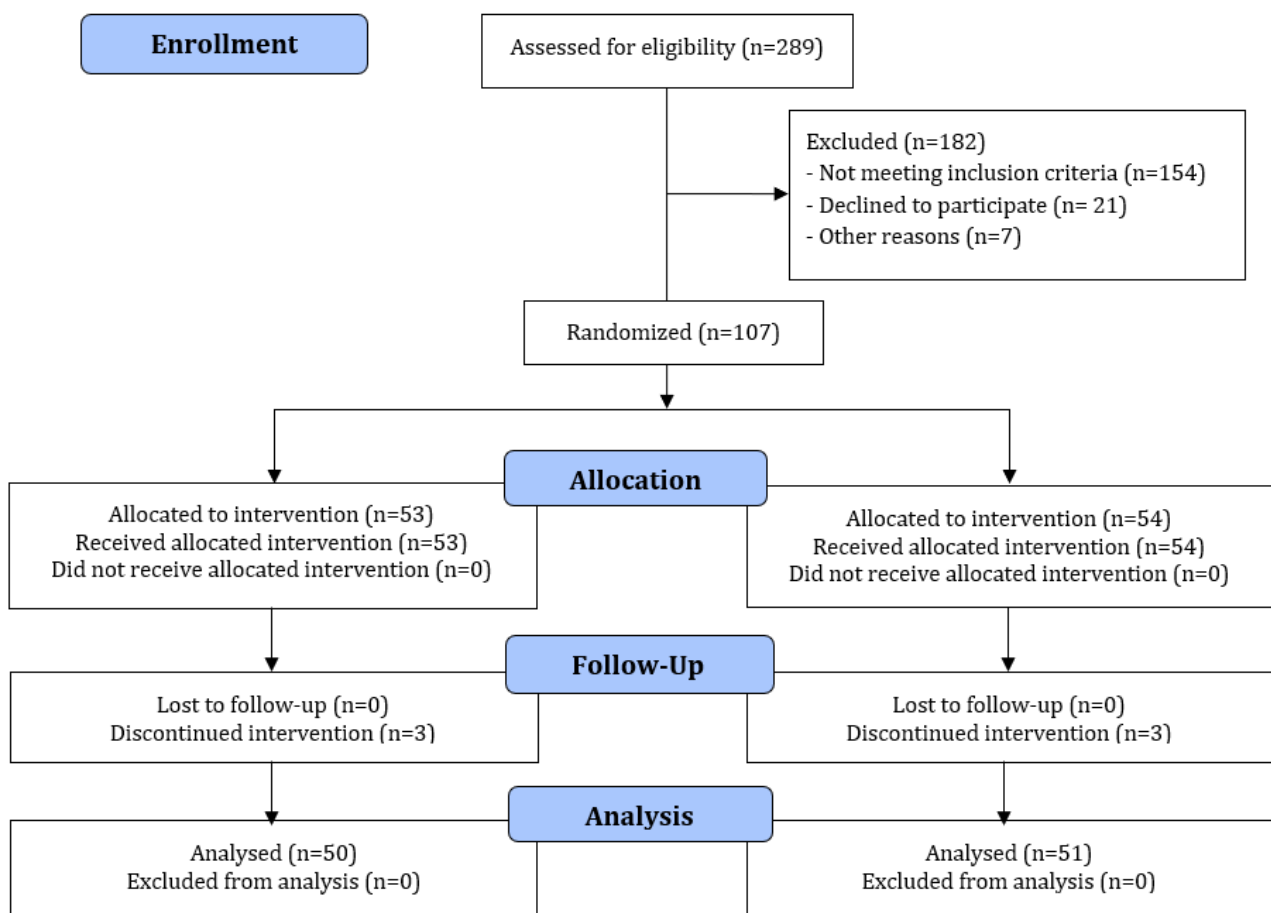 Enrollment
Assessed for eligibility (n=289)
Excluded (n=182)
- Not meeting inclusion criteria (n=154)
- Declined to participate (n= 21)
- Other reasons (n=7)
Randomized (n=107)
Allocation
Allocated to intervention (n=53)
Received allocated intervention (n=53)
Did not receive allocated intervention (n=0)
Allocated to intervention (n=54)
Received allocated intervention (n=54)
Did not receive allocated intervention (n=0)
Follow-Up
Lost to follow-up (n=0)
Discontinued intervention (n=3)
Lost to follow-up (n=0)
Discontinued intervention (n=3)
Analysis
Analysed (n=50)
Excluded from analysis (n=0)
Analysed (n=51)
Excluded from analysis (n=0)